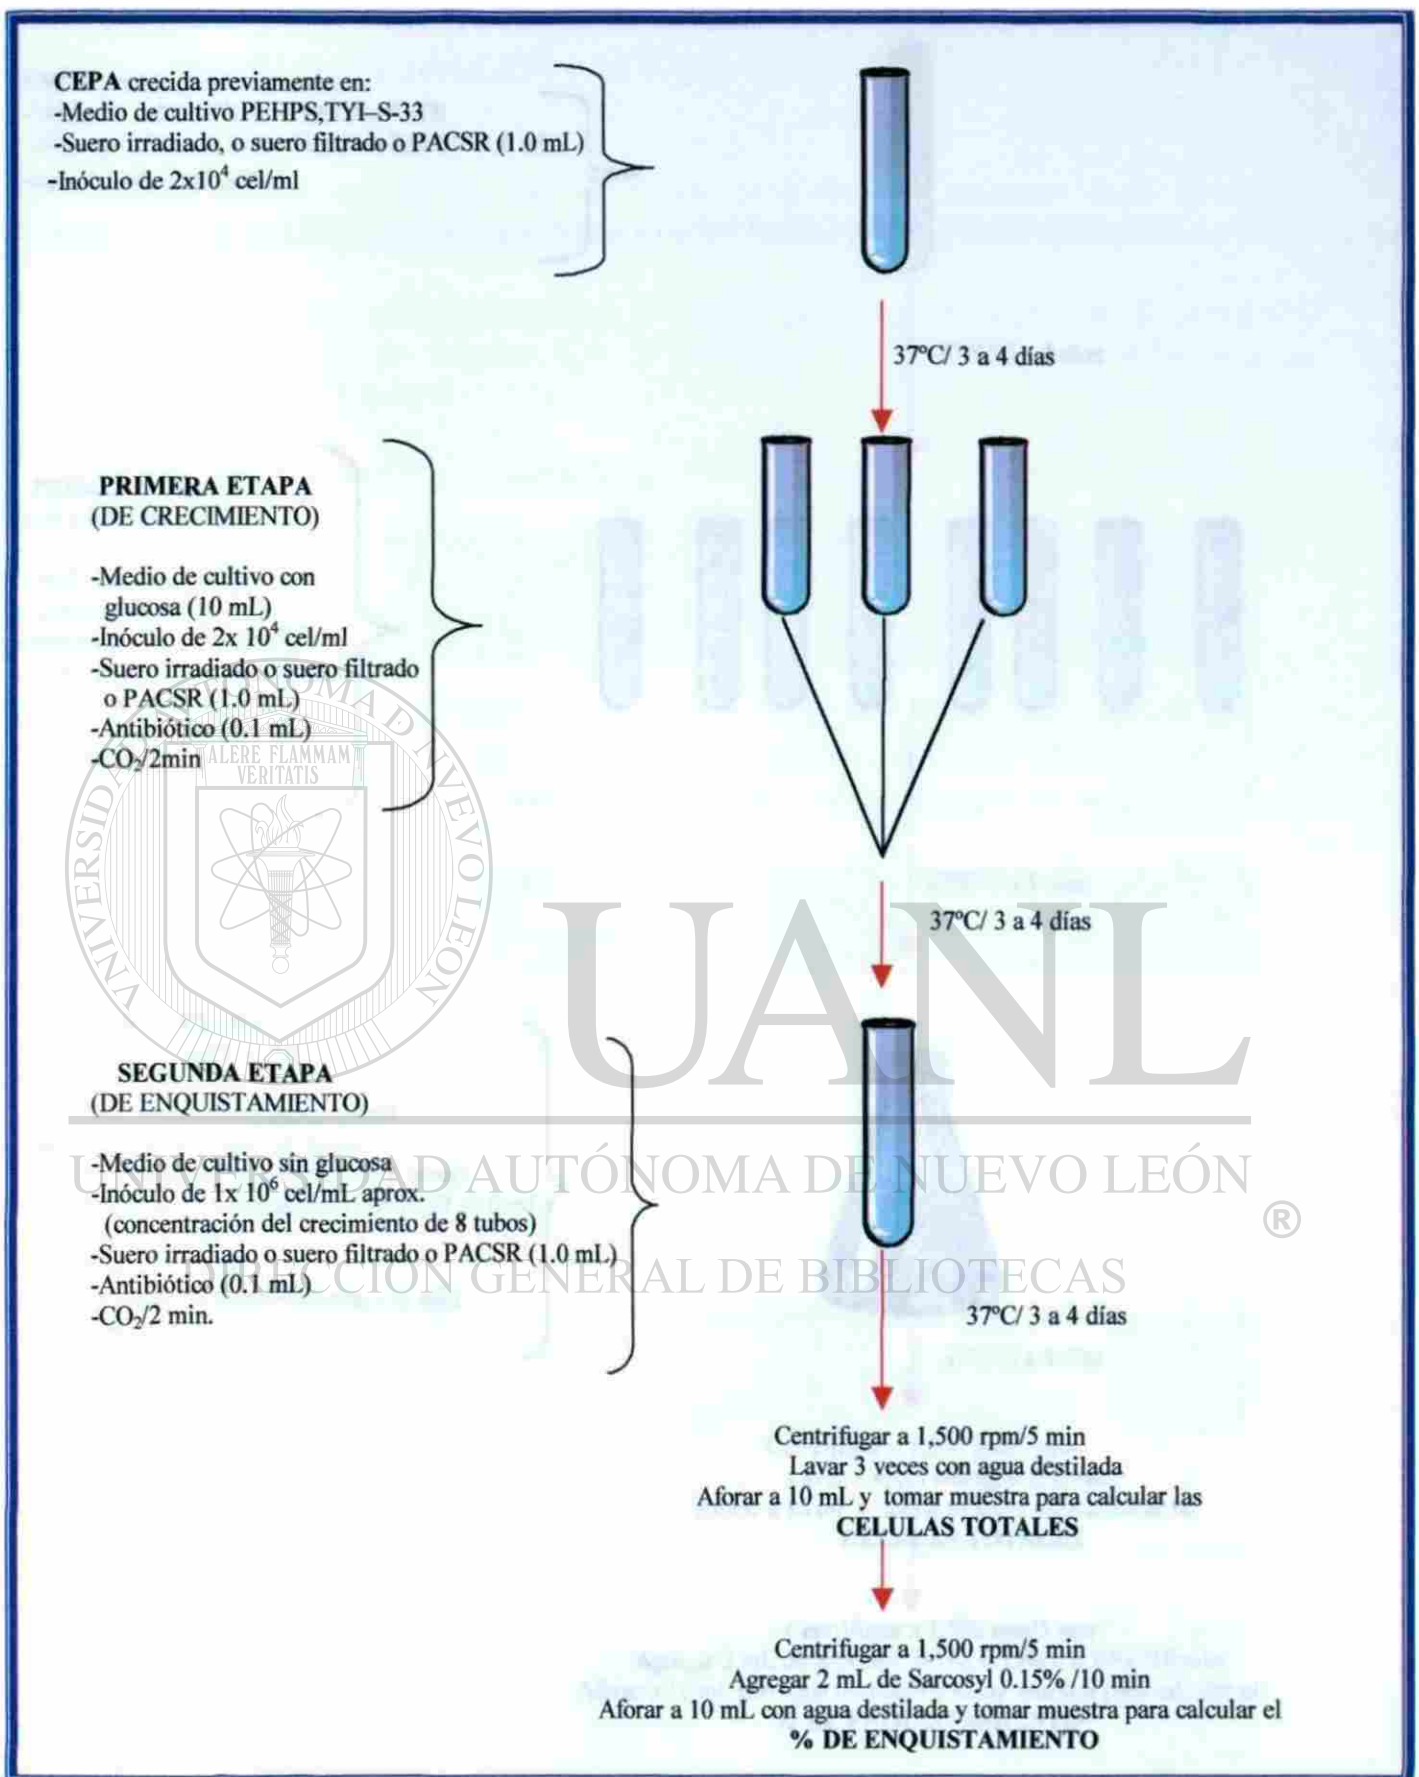 CEPA crecida previamente en:
-Medio de cultivo PEHPS,TYI–S-33
-Suero irradiado, o suero filtrado o PACSR (1.0 mL)
-Inóculo de 2x10⁴ cel/ml
37ºC/ 3 a 4 días
PRIMERA ETAPA
(DE CRECIMIENTO)
-Medio de cultivo con
glucosa (10 mL)
-Inóculo de 2x 10⁴ cel/ml
-Suero irradiado o suero filtrado
o PACSR (1.0 mL)
-Antibiótico (0.1 mL)
-CO₂/2min
37ºC/ 3 a 4 días
SEGUNDA ETAPA
(DE ENQUISTAMIENTO)
-Medio de cultivo sin glucosa
-Inóculo de 1x 10⁶ cel/mL aprox.
(concentración del crecimiento de 8 tubos)
-Suero irradiado o suero filtrado o PACSR (1.0 mL)
-Antibiótico (0.1 mL)
-CO₂/2 min.
37ºC/ 3 a 4 días
Centrifugar a 1,500 rpm/5 min
Lavar 3 veces con agua destilada
Aforar a 10 mL y tomar muestra para calcular las
CELULAS TOTALES
Centrifugar a 1,500 rpm/5 min
Agregar 2 mL de Sarcosyl 0.15% /10 min
Aforar a 10 mL con agua destilada y tomar muestra para calcular el
% DE ENQUISTAMIENTO
UNIVERSIDAD AUTONOMA D NUEVO LEON
ALERE FLAMMAM
VERITATIS
UANL
UNIVERSIDAD AUTÓNOMA DE NUEVO LEÓN
®
DIRECCIÓN GENERAL DE BIBLIOTECAS